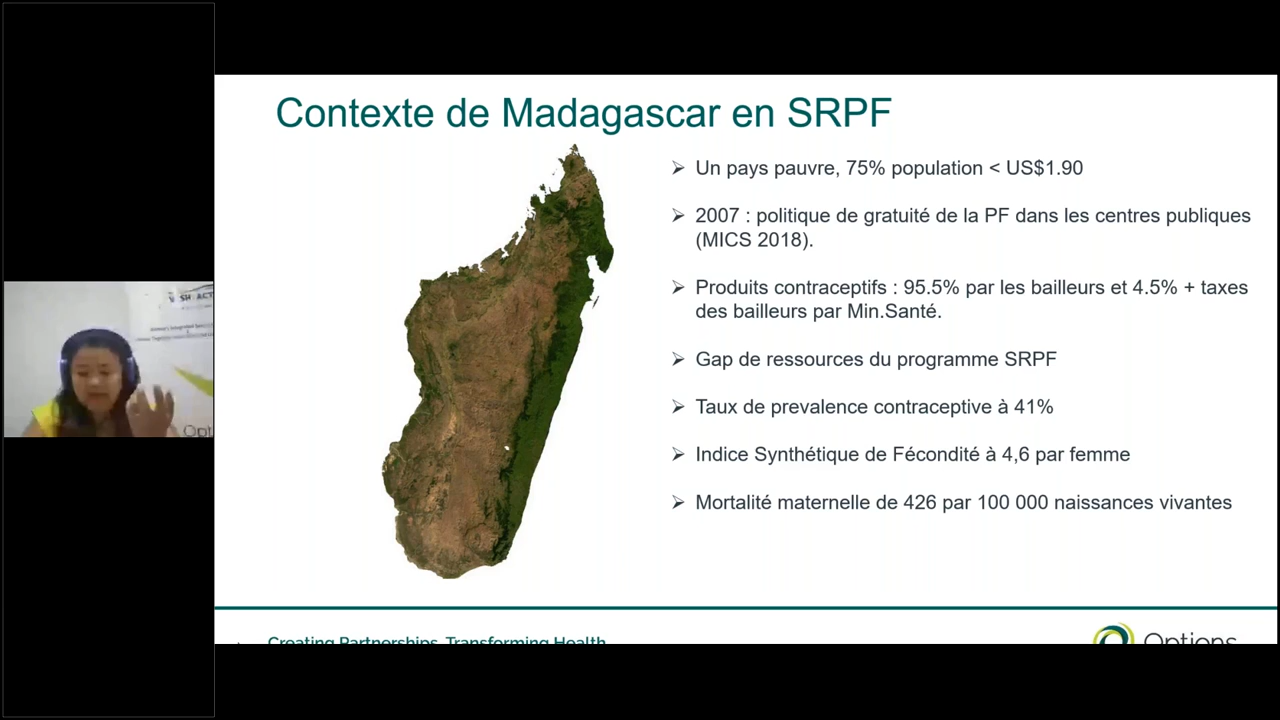 Contexte de Madagascar en SRPF
➢ Un pays pauvre, 75% population < US$1.90
➢ 2007 : politique de gratuité de la PF dans les centres publiques
(MICS 2018).
➢ Produits contraceptifs : 95.5% par les bailleurs et 4.5% + taxes
des bailleurs par Min.Santé.
➢ Gap de ressources du programme SRPF
➢ Taux de prevalence contraceptive à 41%
➢ Indice Synthétique de Fécondité à 4,6 par femme
➢ Mortalité maternelle de 426 par 100 000 naissances vivantes
Creating Partnerships, Transforming Health
Options